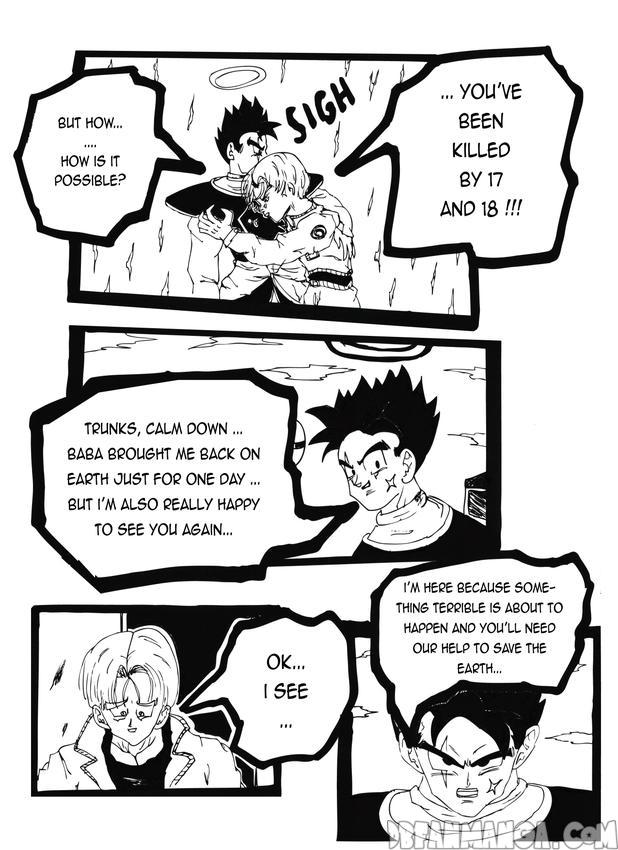 BUT HOW...
....
HOW IS IT
POSSIBLE?
SIGH
... YOU'VE
BEEN
KILLED
BY 17
AND 18 !!!
TRUNKS, CALM DOWN ...
BABA BROUGHT ME BACK ON
EARTH JUST FOR ONE DAY ...
BUT I'M ALSO REALLY HAPPY
TO SEE YOU AGAIN...
I'M HERE BECAUSE SOME-
THING TERRIBLE IS ABOUT TO
HAPPEN AND YOU'LL NEED
OUR HELP TO SAVE THE
EARTH...
OK...
I SEE
...
DBFANMANGA.COM